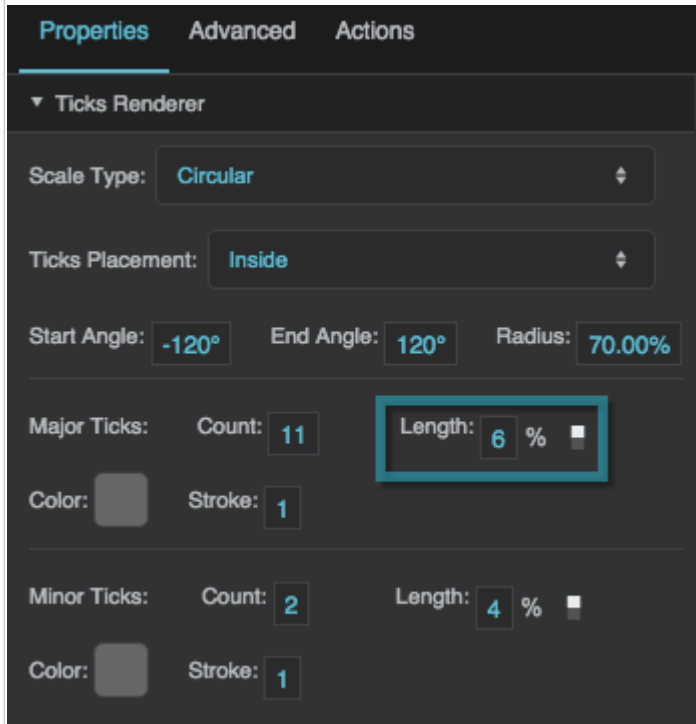 Properties Advanced Actions
Ticks Renderer
Scale Type: Circular
Ticks Placement: Inside
Start Angle: -120° End Angle: 120° Radius: 70.00%
Major Ticks: Count: 11 Length: 6 %
Color: Stroke: 1
Minor Ticks: Count: 2 Length: 4 %
Color: Stroke: 1